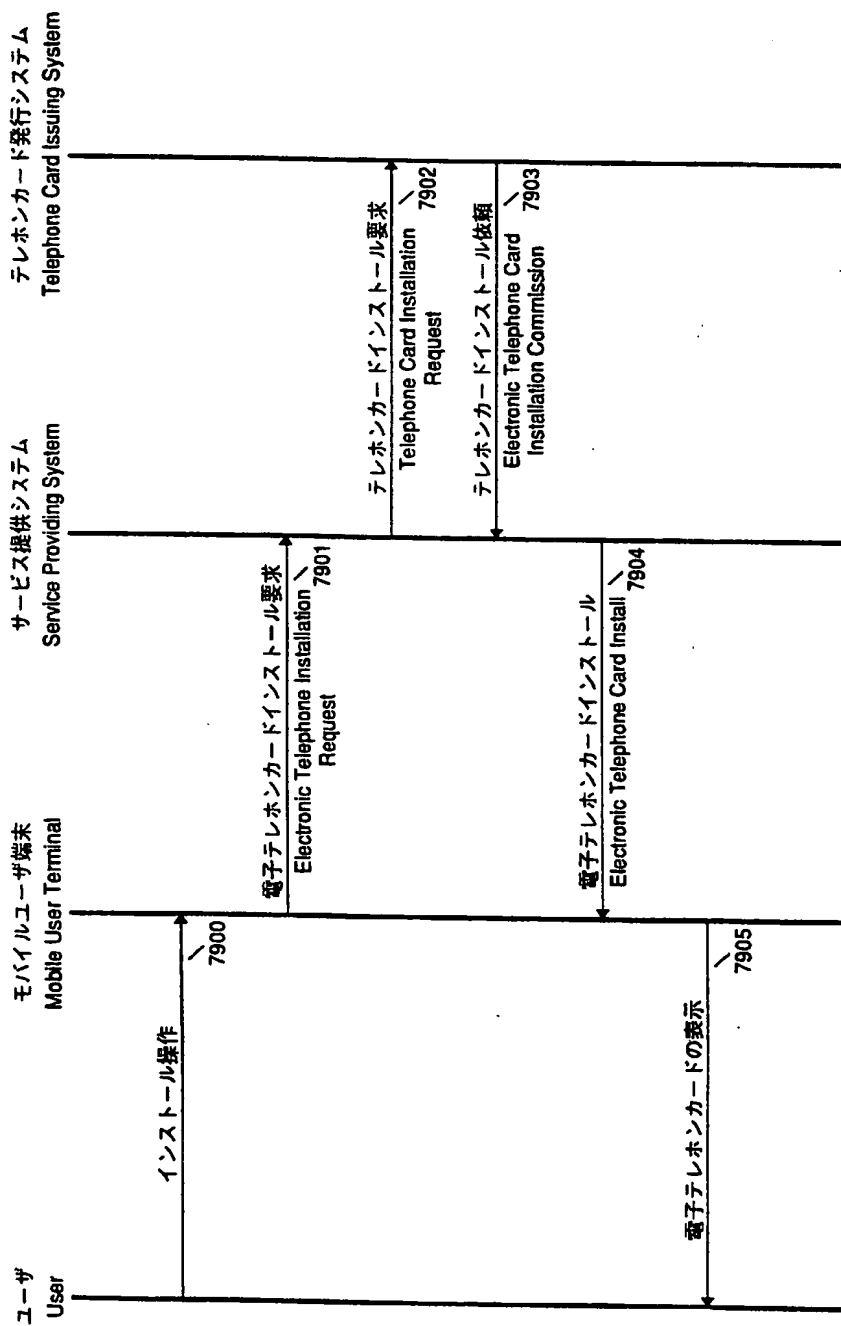 ユーザ
User
モバイルユーザ端末
Mobile User Terminal
サービス提供システム
Service Providing System
テレホンカード発行システム
Telephone Card Issuing System
インストール操作
7900
電子テレホンカードインストール要求
Electronic Telephone Installation
Request
7901
テレホンカードインストール要求
Telephone Card Installation
Request
7902
テレホンカードインストール依頼
Electronic Telephone Card
Installation Commission
7903
電子テレホンカードインストール
Electronic Telephone Card Install
7904
電子テレホンカードの表示
7905